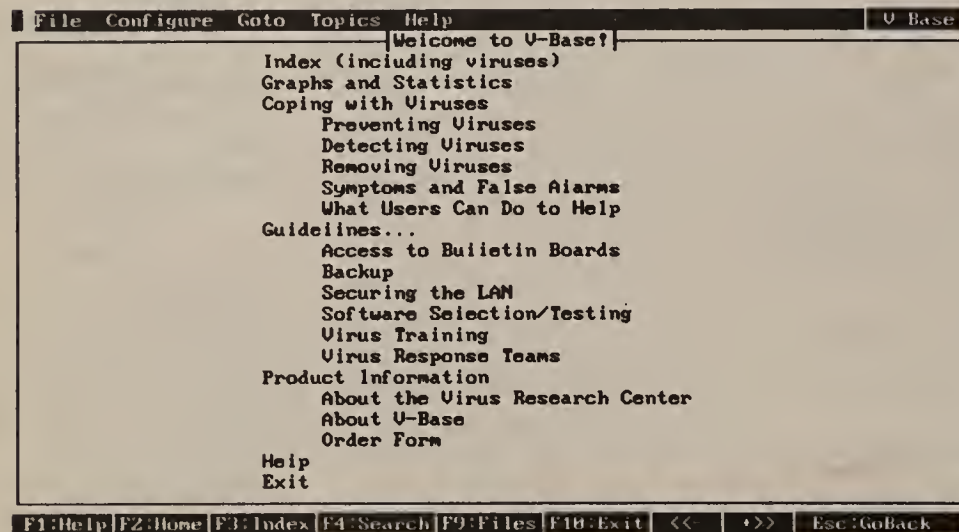 File Configure Goto Topics Help V Base
Welcome to V-Base!
Index (including viruses)
Graphs and Statistics
Coping with Viruses
Preventing Viruses
Detecting Viruses
Removing Viruses
Symptoms and False Alarms
What Users Can Do to Help
Guidelines...
Access to Bulletin Boards
Backup
Securing the LAN
Software Selection/Testing
Virus Training
Virus Response Teams
Product Information
About the Virus Research Center
About V-Base
Order Form
Help
Exit
F1:Help F2:Home F3:Index F4:Search F9:Files F10:Exit <<- +>> Esc:GoBack